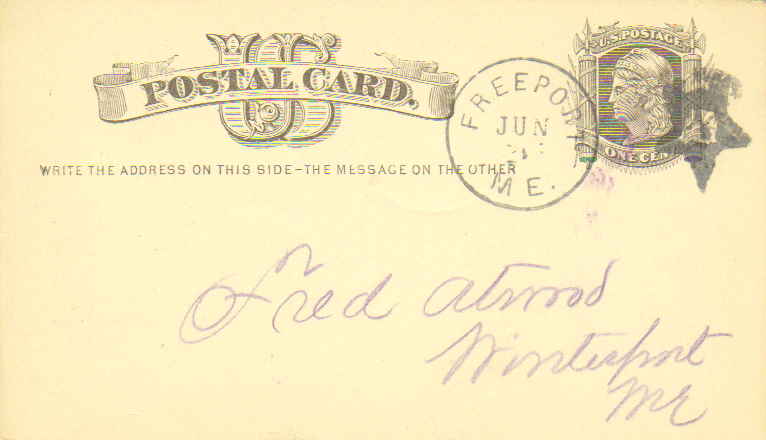 US
POSTAL CARD.
U.S. POSTAGE
ONE CENT
FREEPORT
JUN
ME.
WRITE THE ADDRESS ON THIS SIDE-THE MESSAGE ON THE OTHER
Fred Atwood
Winterport
Me